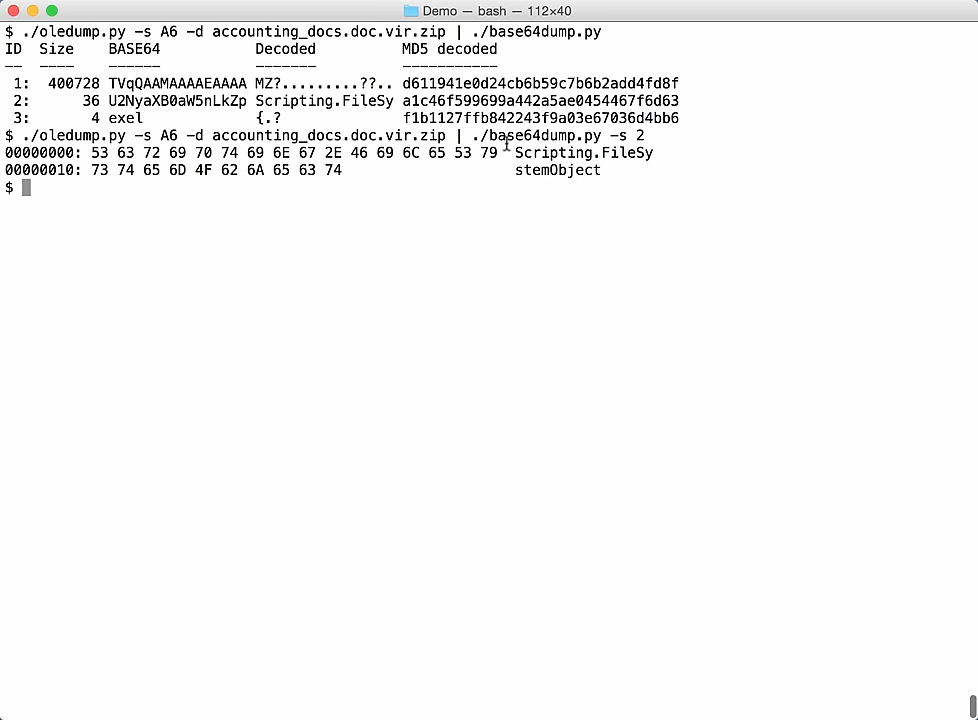 Demo — bash — 112×40
$ ./oledump.py -s A6 -d accounting_docs.doc.vir.zip | ./base64dump.py
ID  Size    BASE64           Decoded          MD5 decoded
--  ----    ------           -------          -----------
 1:  400728 TVqQAAMAAAAEAAAA MZ?.........??.. d611941e0d24cb6b59c7b6b2add4fd8f
 2:      36 U2NyaXB0aW5nLkZp Scripting.FileSy a1c46f599699a442a5ae0454467f6d63
 3:       4 exel             {.?              f1b1127ffb842243f9a03e67036d4bb6
$ ./oledump.py -s A6 -d accounting_docs.doc.vir.zip | ./base64dump.py -s 2
00000000: 53 63 72 69 70 74 69 6E 67 2E 46 69 6C 65 53 79  Scripting.FileSy
00000010: 73 74 65 6D 4F 62 6A 65 63 74                    stemObject
$